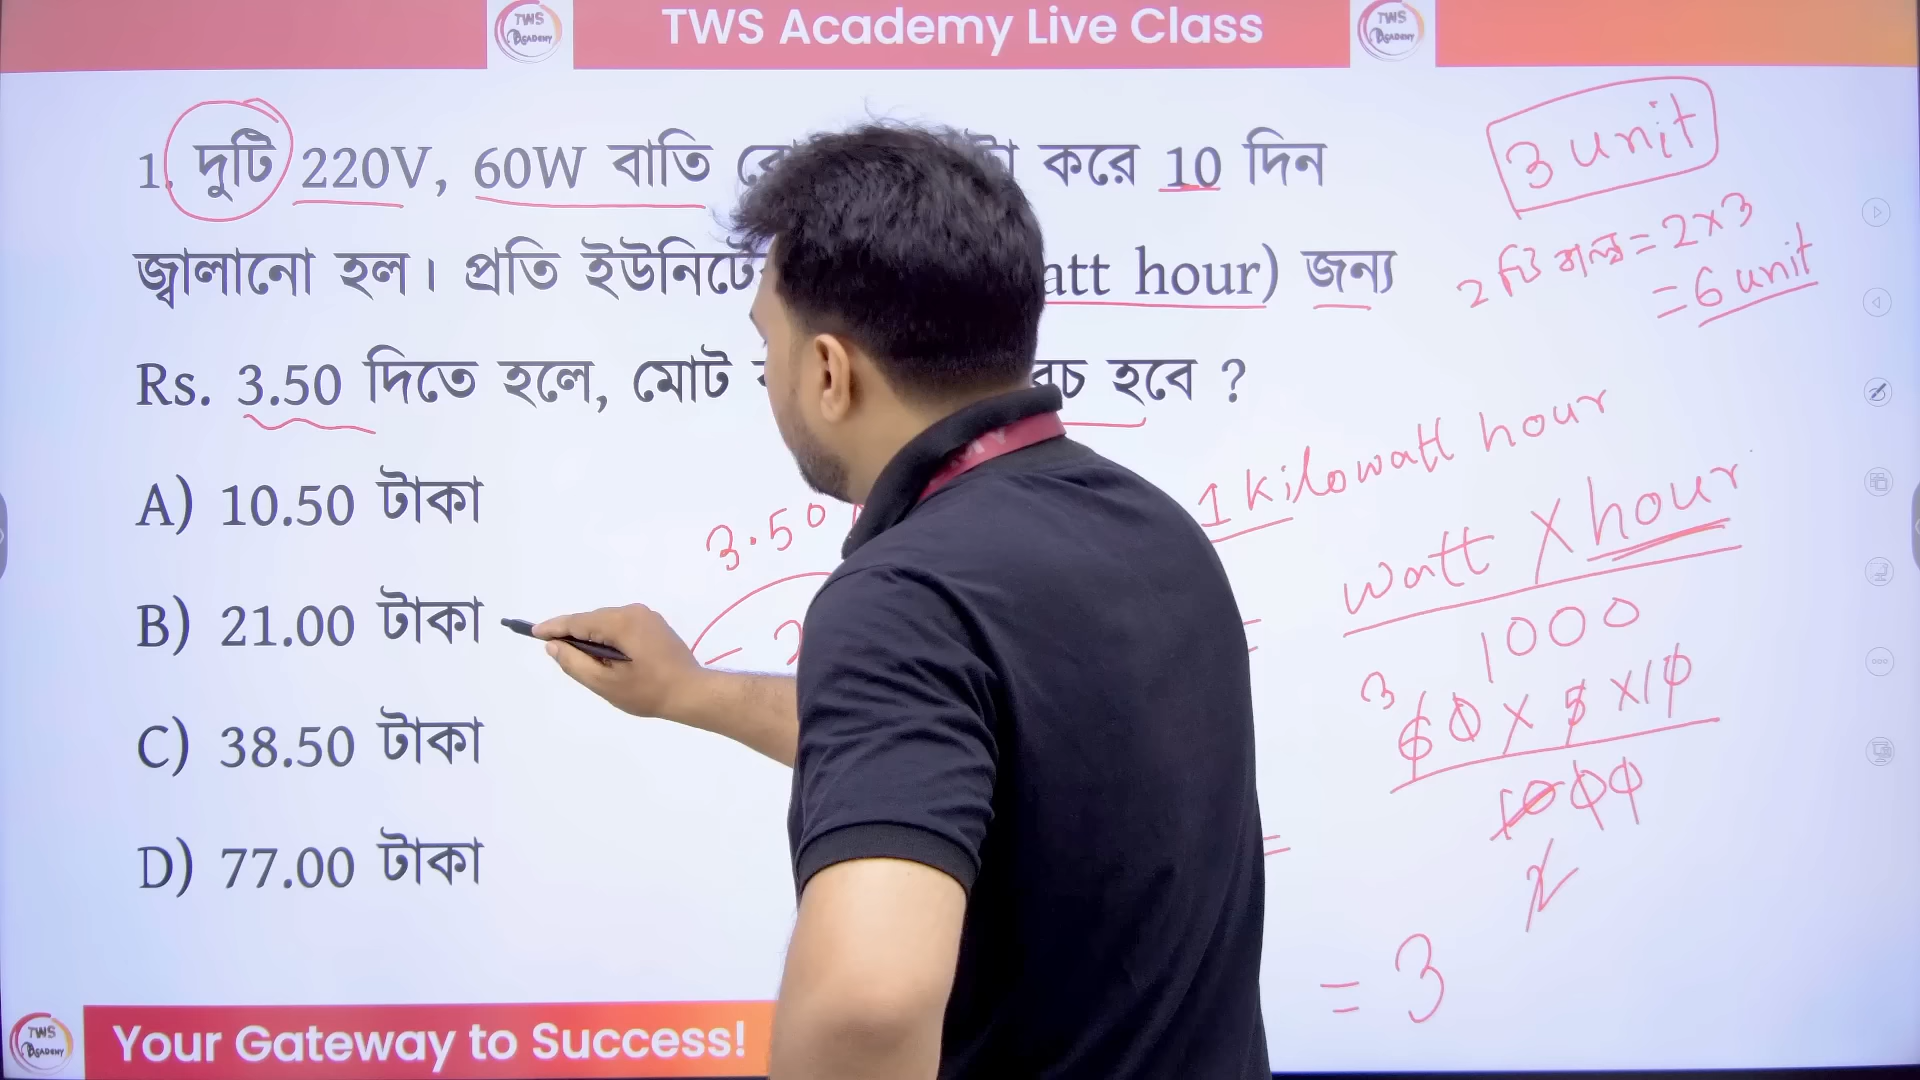 TWS Academy Live Class
TWS
ACADEMY
TWS
ACADEMY
1. দুটি 220V, 60W বাতি করে 10 দিন
জ্বালানো হল। প্রতি hour) জন্য
Rs. 3.50 দিতে হলে, মোট হবে ?
A) 10.50 টাকা
B) 21.00 টাকা
C) 38.50 টাকা
D) 77.00 টাকা
3.50
3 unit
2 টি বাল্ব = 2×3
= 6 unit
1 Kilowatt hour
watt × hour
1000
3
60 × 5 × 10
1000
2
= 3
TWS
ACADEMY
Your Gateway to Success!